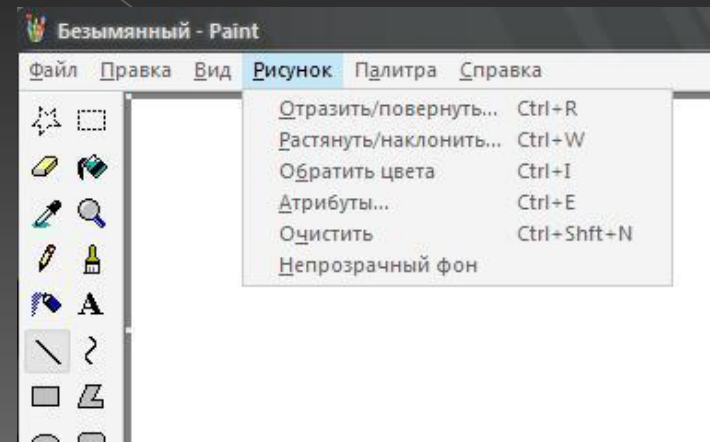 Безымянный - Paint
Файл Правка Вид Рисунок Палитра Справка
Отразить/повернуть... Ctrl+R
Растянуть/наклонить... Ctrl+W
Обратить цвета Ctrl+I
Атрибуты... Ctrl+E
Очистить Ctrl+Shft+N
Непрозрачный фон
A